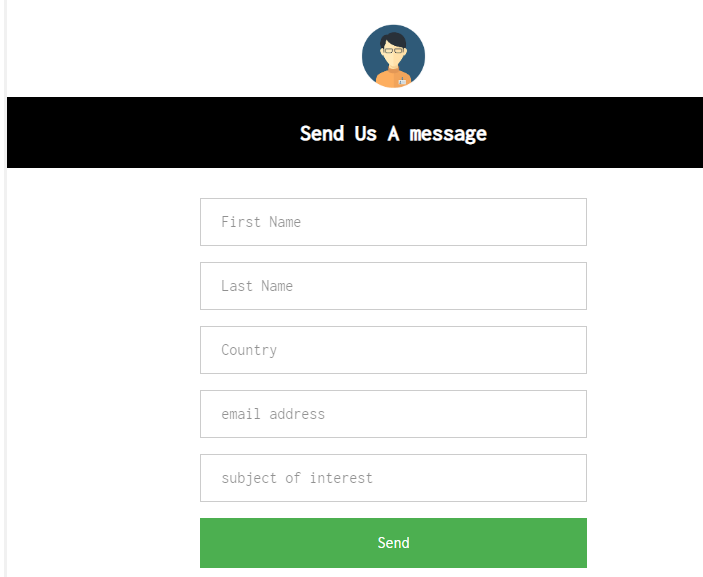 Send Us A message
First Name
Last Name
Country
email address
subject of interest
Send